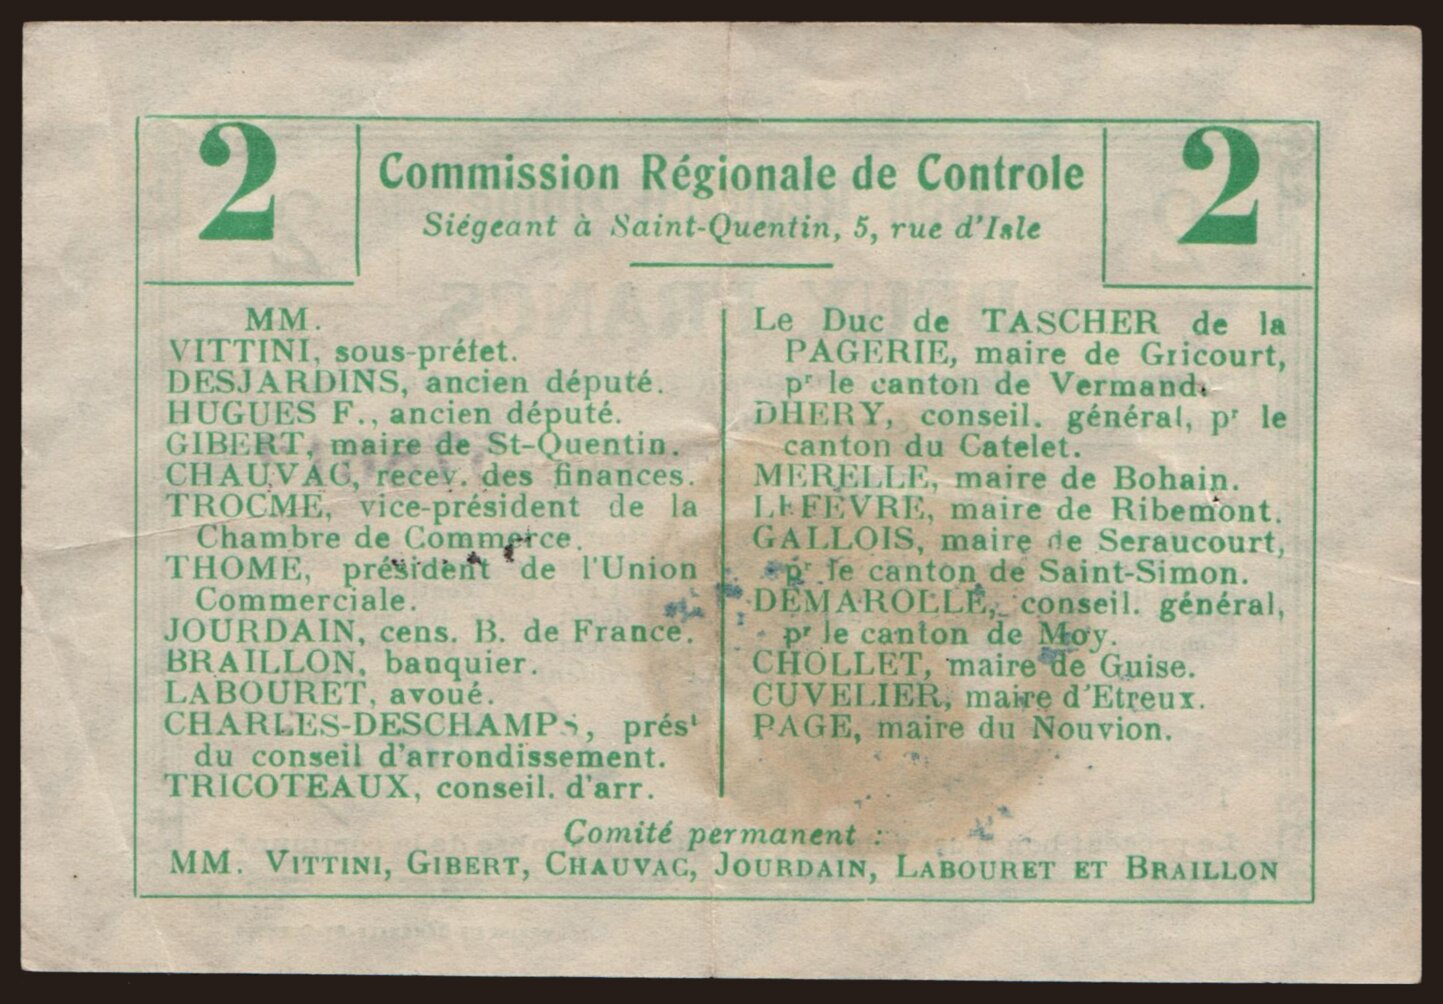 2
Commission Régionale de Controle
2
Siégeant à Saint-Quentin, 5, rue d'Isle
MM.
VITTINI, sous-préfet.
DESJARDINS, ancien député.
HUGUES F., ancien député.
GIBERT, maire de St-Quentin.
CHAUVAC, recev. des finances.
TROCME, vice-président de la
Chambre de Commerce.
THOME, président de l'Union
Commerciale.
JOURDAIN, cens. B. de France.
BRAILLON, banquier.
LABOURET, avoué.
CHARLES-DESCHAMPS, prést
du conseil d'arrondissement.
TRICOTEAUX, conseil. d'arr.
Le Duc de TASCHER de la
PAGERIE, maire de Gricourt,
pr le canton de Vermand.
DHERY, conseil. général, pr le
canton du Catelet.
MERELLE, maire de Bohain.
LEFEVRE, maire de Ribemont.
GALLOIS, maire de Seraucourt,
pr le canton de Saint-Simon.
DEMAROLLE, conseil. général,
pr le canton de Moy.
CHOLLET, maire de Guise.
CUVELIER, maire d'Etreux.
PAGE, maire du Nouvion.
Comité permanent :
MM. VITTINI, GIBERT, CHAUVAC, JOURDAIN, LABOURET ET BRAILLON